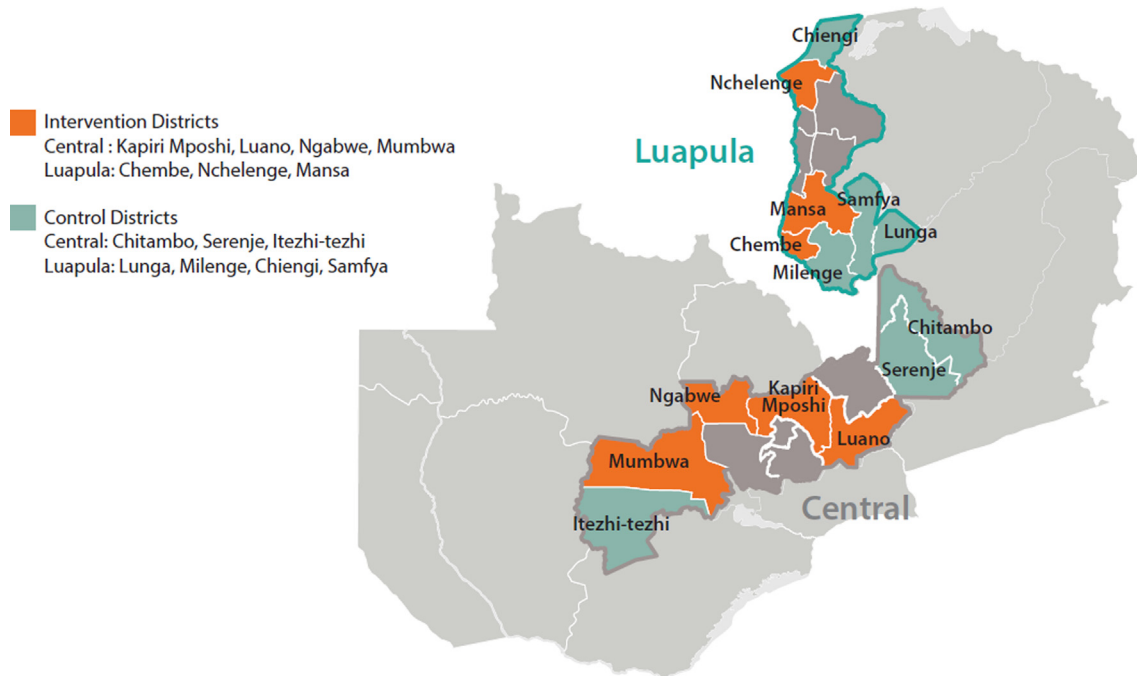 Intervention Districts
Central : Kapiri Mposhi, Luano, Ngabwe, Mumbwa
Luapula: Chembe, Nchelenge, Mansa
Control Districts
Central: Chitambo, Serenje, Itezhi-tezhi
Luapula: Lunga, Milenge, Chiengi, Samfya
Chiengi
Nchelenge
Luapula
Samfya
Mansa
Lunga
Chembe
Milenge
Chitambo
Serenje
Kapiri
Mposhi
Ngabwe
Luano
Mumbwa
Central
Itezhi-tezhi